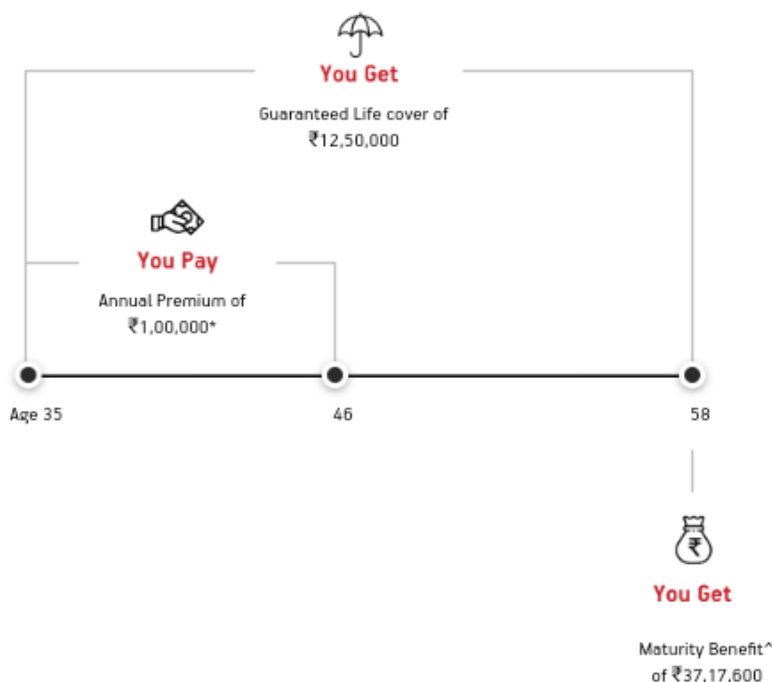 You Get
Guaranteed Life cover of
₹12,50,000
You Pay
Annual Premium of
₹1,00,000*
Age 35
46
58
₹
You Get
Maturity Benefit^
of ₹37,17,600